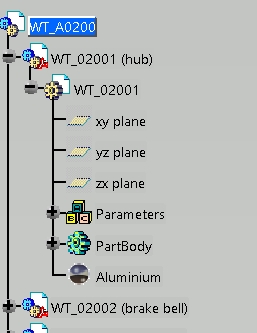 WT_A0200
WT_02001 (hub)
WT_02001
xy plane
yz plane
zx plane
Parameters
PartBody
Aluminium
WT_02002 (brake bell)